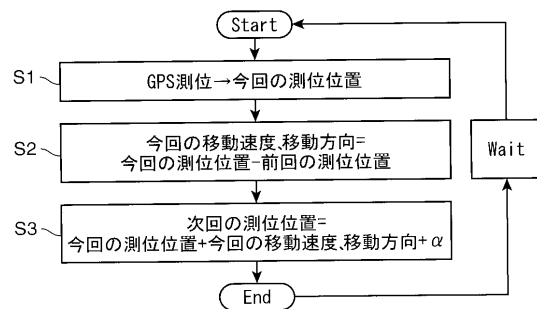 Start
S1
GPS測位→今回の測位位置
S2
今回の移動速度、移動方向=
今回の測位位置-前回の測位位置
Wait
S3
次回の測位位置=
今回の測位位置+今回の移動速度、移動方向+α
End